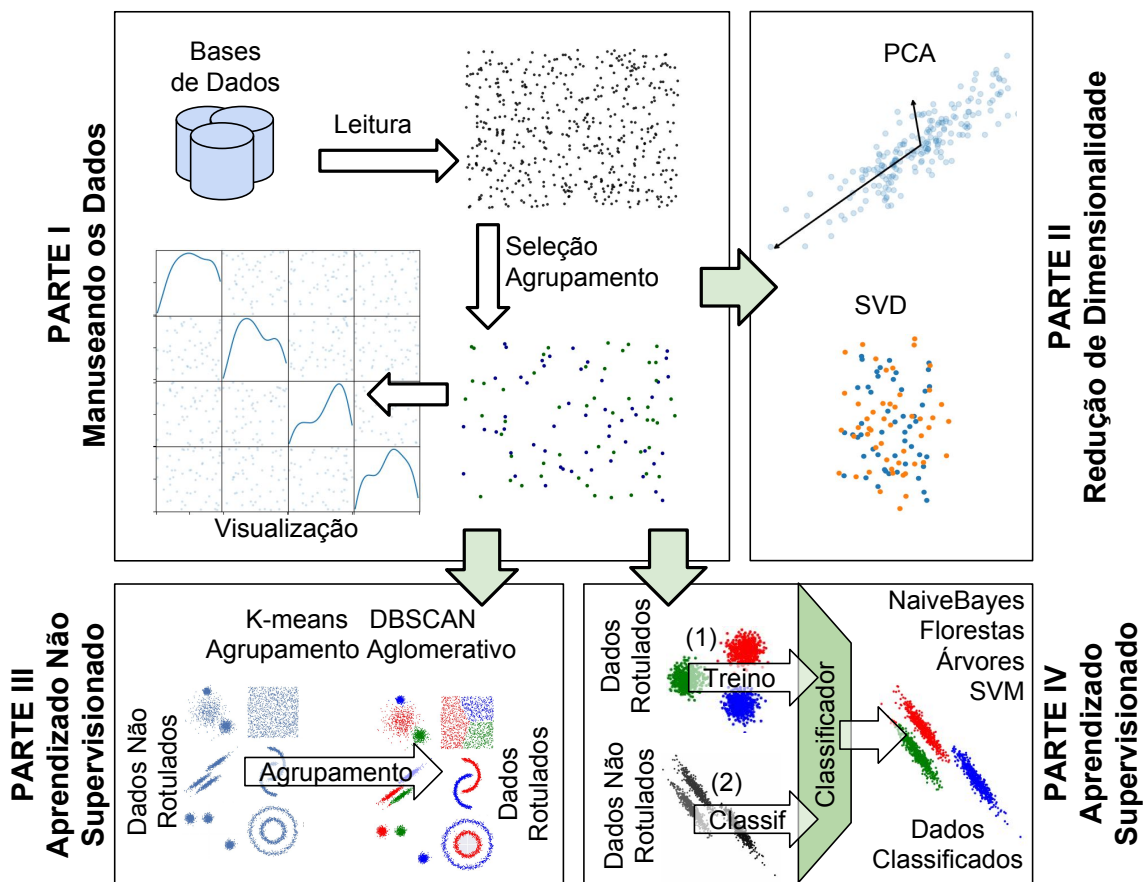 PARTE I
Manuseando os Dados
Bases
de Dados
Leitura
Seleção
Agrupamento
Visualização
PARTE II
Redução de Dimensionalidade
PCA
SVD
PARTE III
Aprendizado Não
Supervisionado
K-means DBSCAN
Agrupamento Aglomerativo
Dados Não
Rotulados
Agrupamento
Dados
Rotulados
PARTE IV
Aprendizado
Supervisionado
Dados
Rotulados
(1)
Treino
Dados Não
Rotulados
(2)
Classif
Classificador
NaiveBayes
Florestas
Árvores
SVM
Dados
Classificados